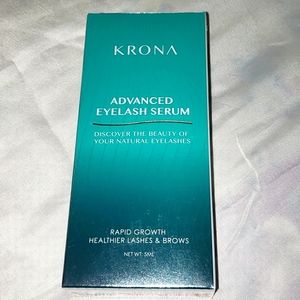 KRONA
ADVANCED
EYELASH SERUM
DISCOVER THE BEAUTY OF
YOUR NATURAL EYELASHES
RAPID GROWTH
HEALTHIER LASHES & BROWS
NET WT: 5ML